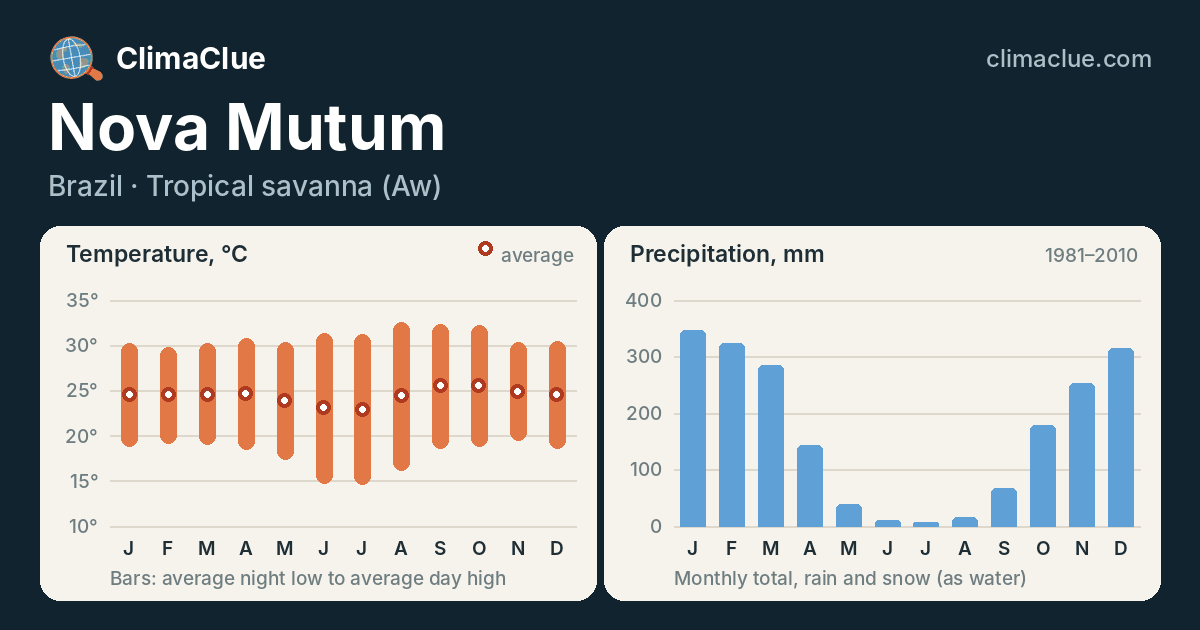 ClimaClue
climaclue.com
Nova Mutum
Brazil · Tropical savanna (Aw)
Temperature, °C
average
35°
30°
25°
20°
15°
10°
J F M A M J J A S O N D
Bars: average night low to average day high
Precipitation, mm
1981–2010
400
300
200
100
0
J F M A M J J A S O N D
Monthly total, rain and snow (as water)